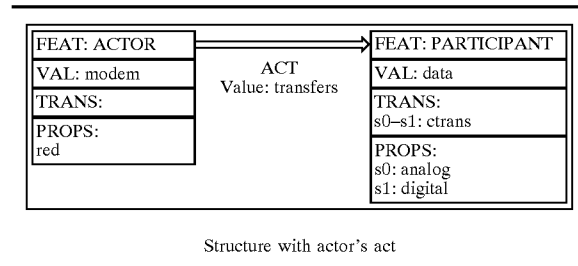 FEAT: ACTOR
VAL: modem
TRANS:
PROPS:
red
ACT
Value: transfers
FEAT: PARTICIPANT
VAL: data
TRANS:
s0–s1: ctrans
PROPS:
s0: analog
s1: digital
Structure with actor's act